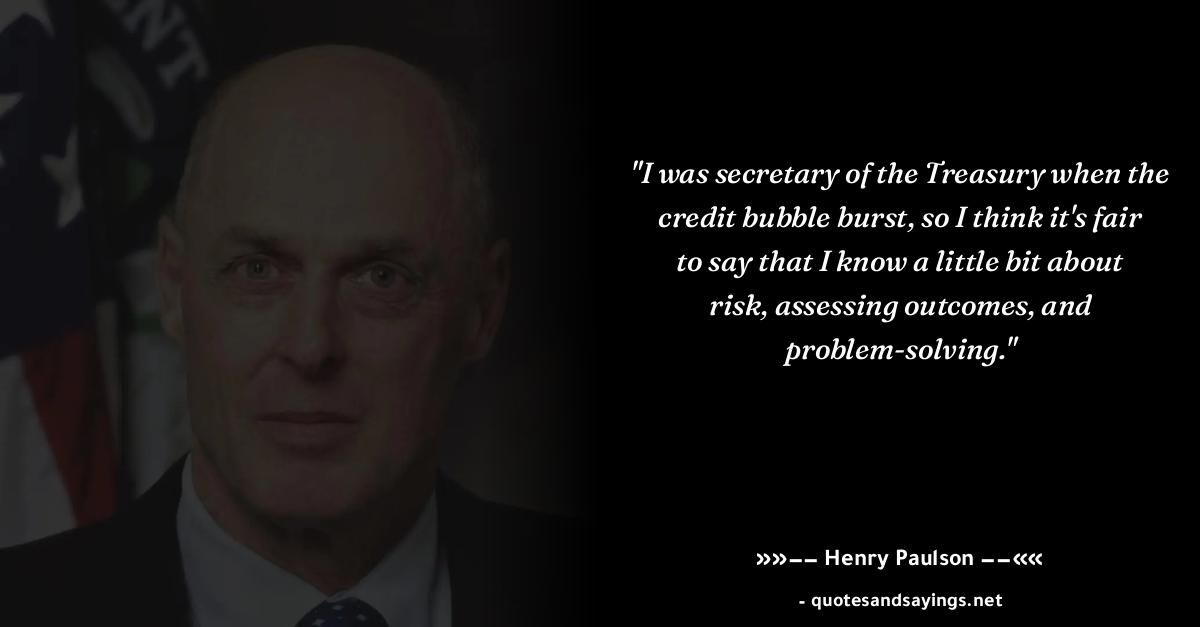 NT
"I was secretary of the Treasury when the
credit bubble burst, so I think it's fair
to say that I know a little bit about
risk, assessing outcomes, and
problem-solving."
»»−− Henry Paulson −−««
- quotesandsayings.net